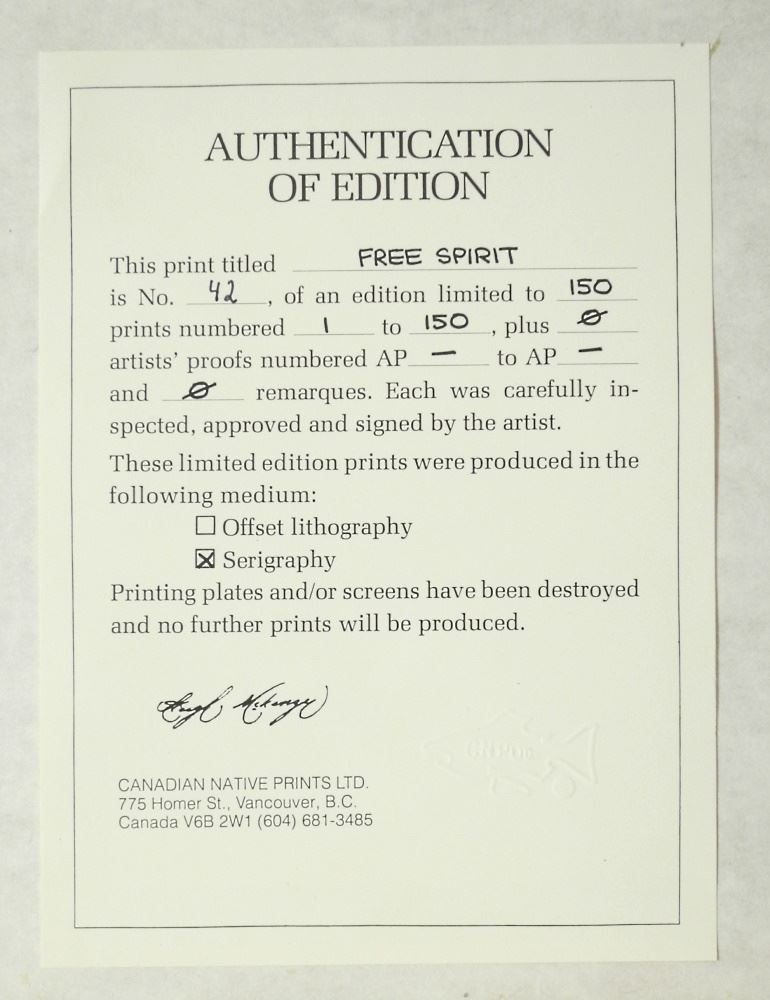 AUTHENTICATION
OF EDITION
This print titled FREE SPIRIT
is No. 42, of an edition limited to 150
prints numbered 1 to 150, plus Ø
artists' proofs numbered AP — to AP —
and Ø remarques. Each was carefully in-
spected, approved and signed by the artist.
These limited edition prints were produced in the
following medium:
☐ Offset lithography
☒ Serigraphy
Printing plates and/or screens have been destroyed
and no further prints will be produced.
CANADIAN NATIVE PRINTS LTD.
775 Homer St., Vancouver, B.C.
Canada V6B 2W1 (604) 681-3485